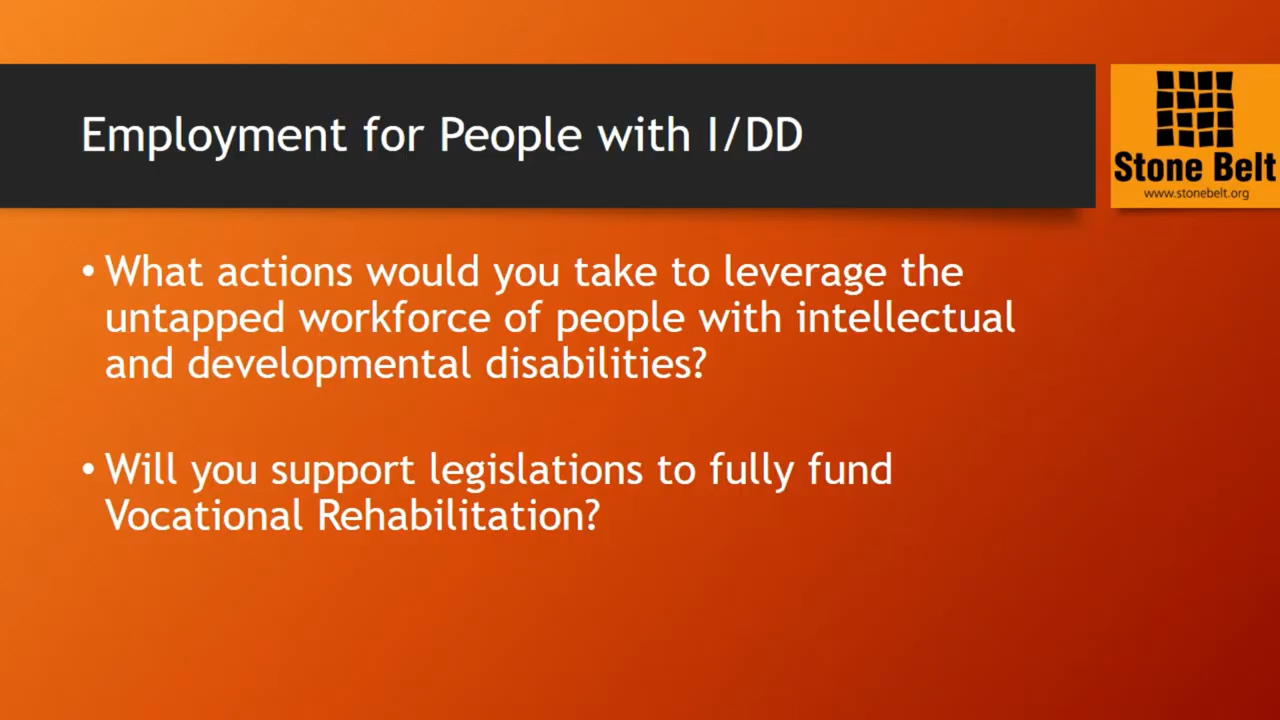 Employment for People with I/DD
Stone Belt
www.stonebelt.org
• What actions would you take to leverage the
untapped workforce of people with intellectual
and developmental disabilities?
• Will you support legislations to fully fund
Vocational Rehabilitation?